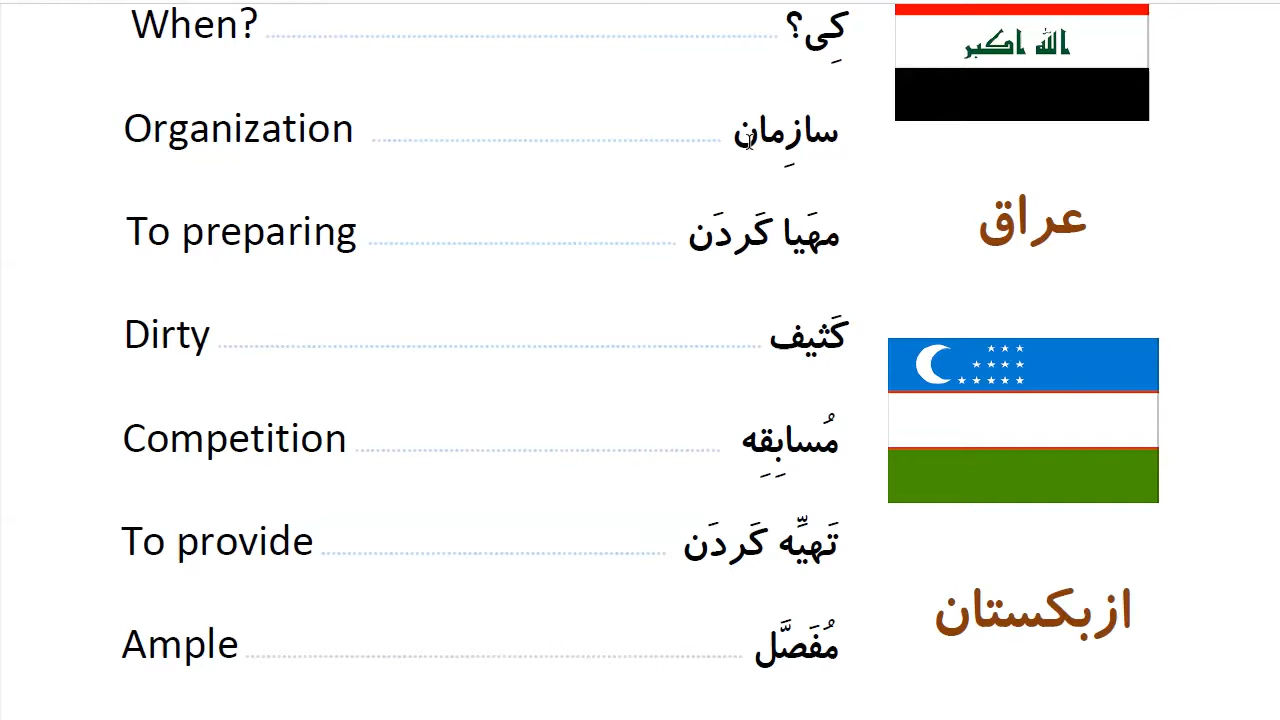 When? کِی؟
Organization سازِمان
To preparing مهَیا کَردَن
Dirty کَثیف
Competition مُسابِقِه
To provide تَهیِّه کَردَن
Ample مُفَصَّل
الله اکبر
عراق
ازبکستان